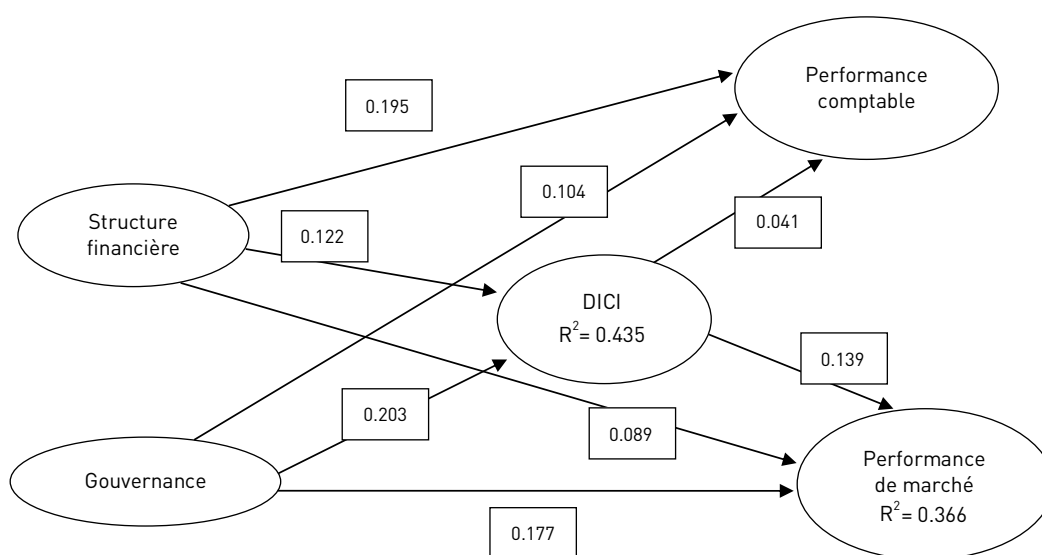 Performance
comptable
0.195
0.104
Structure
financière
0.122
0.041
DICI
R²= 0.435
0.139
0.203
0.089
Performance
de marché
R²= 0.366
Gouvernance
0.177